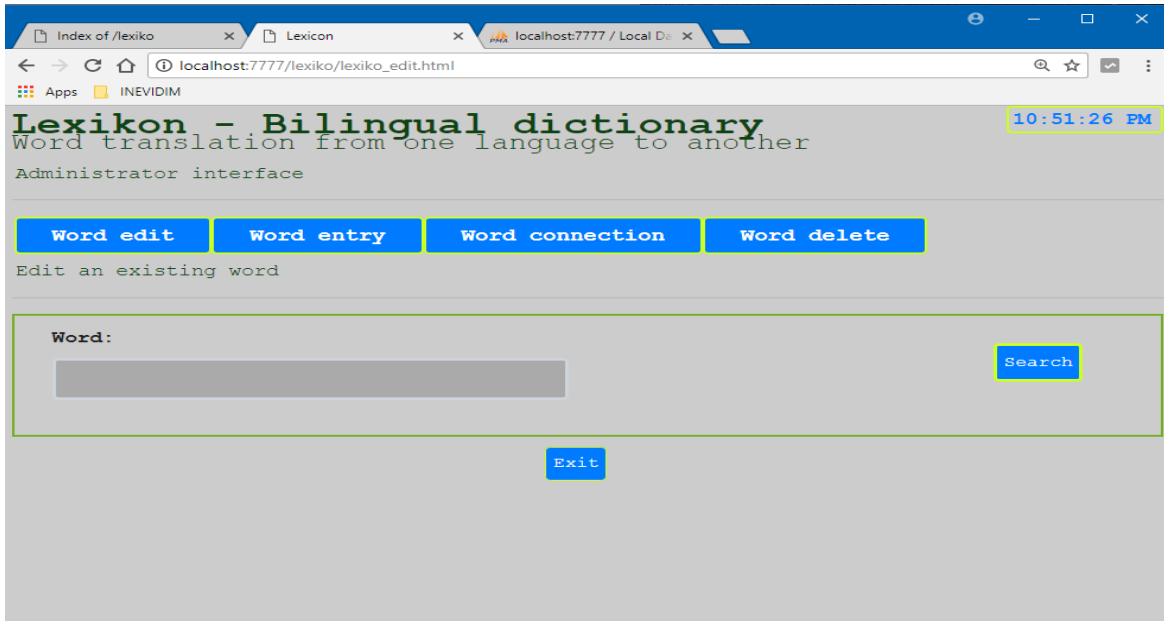 Index of /lexiko Lexicon localhost:7777 / Local Da
localhost:7777/lexiko/lexiko_edit.html
Apps INEVIDIM
Lexikon - Bilingual dictionary 10:51:26 PM
Word translation from one language to another
Administrator interface
Word edit Word entry Word connection Word delete
Edit an existing word
Word:
Search
Exit